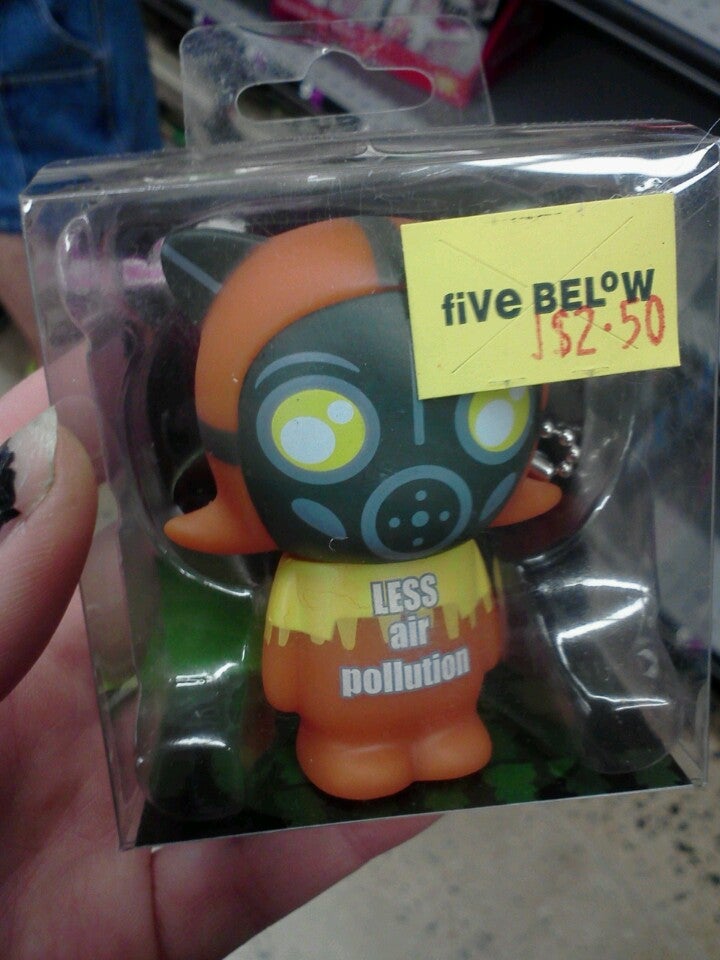 five BELOW
$2.50
LESS
air
pollution